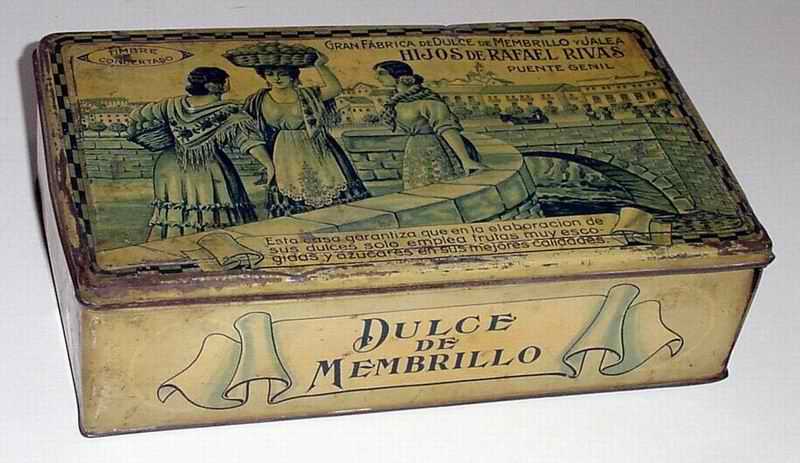 TIMBRE
CONCERTADO
GRAN FÁBRICA DE DULCE DE MEMBRILLO Y JALEA
HIJOS DE RAFAEL RIVAS
PUENTE GENIL
Esta casa garantiza que en la elaboracion de
sus dulces solo emplea frutas muy esco-
gidas y azúcares en sus mejores calidades
DULCE
DE
MEMBRILLO